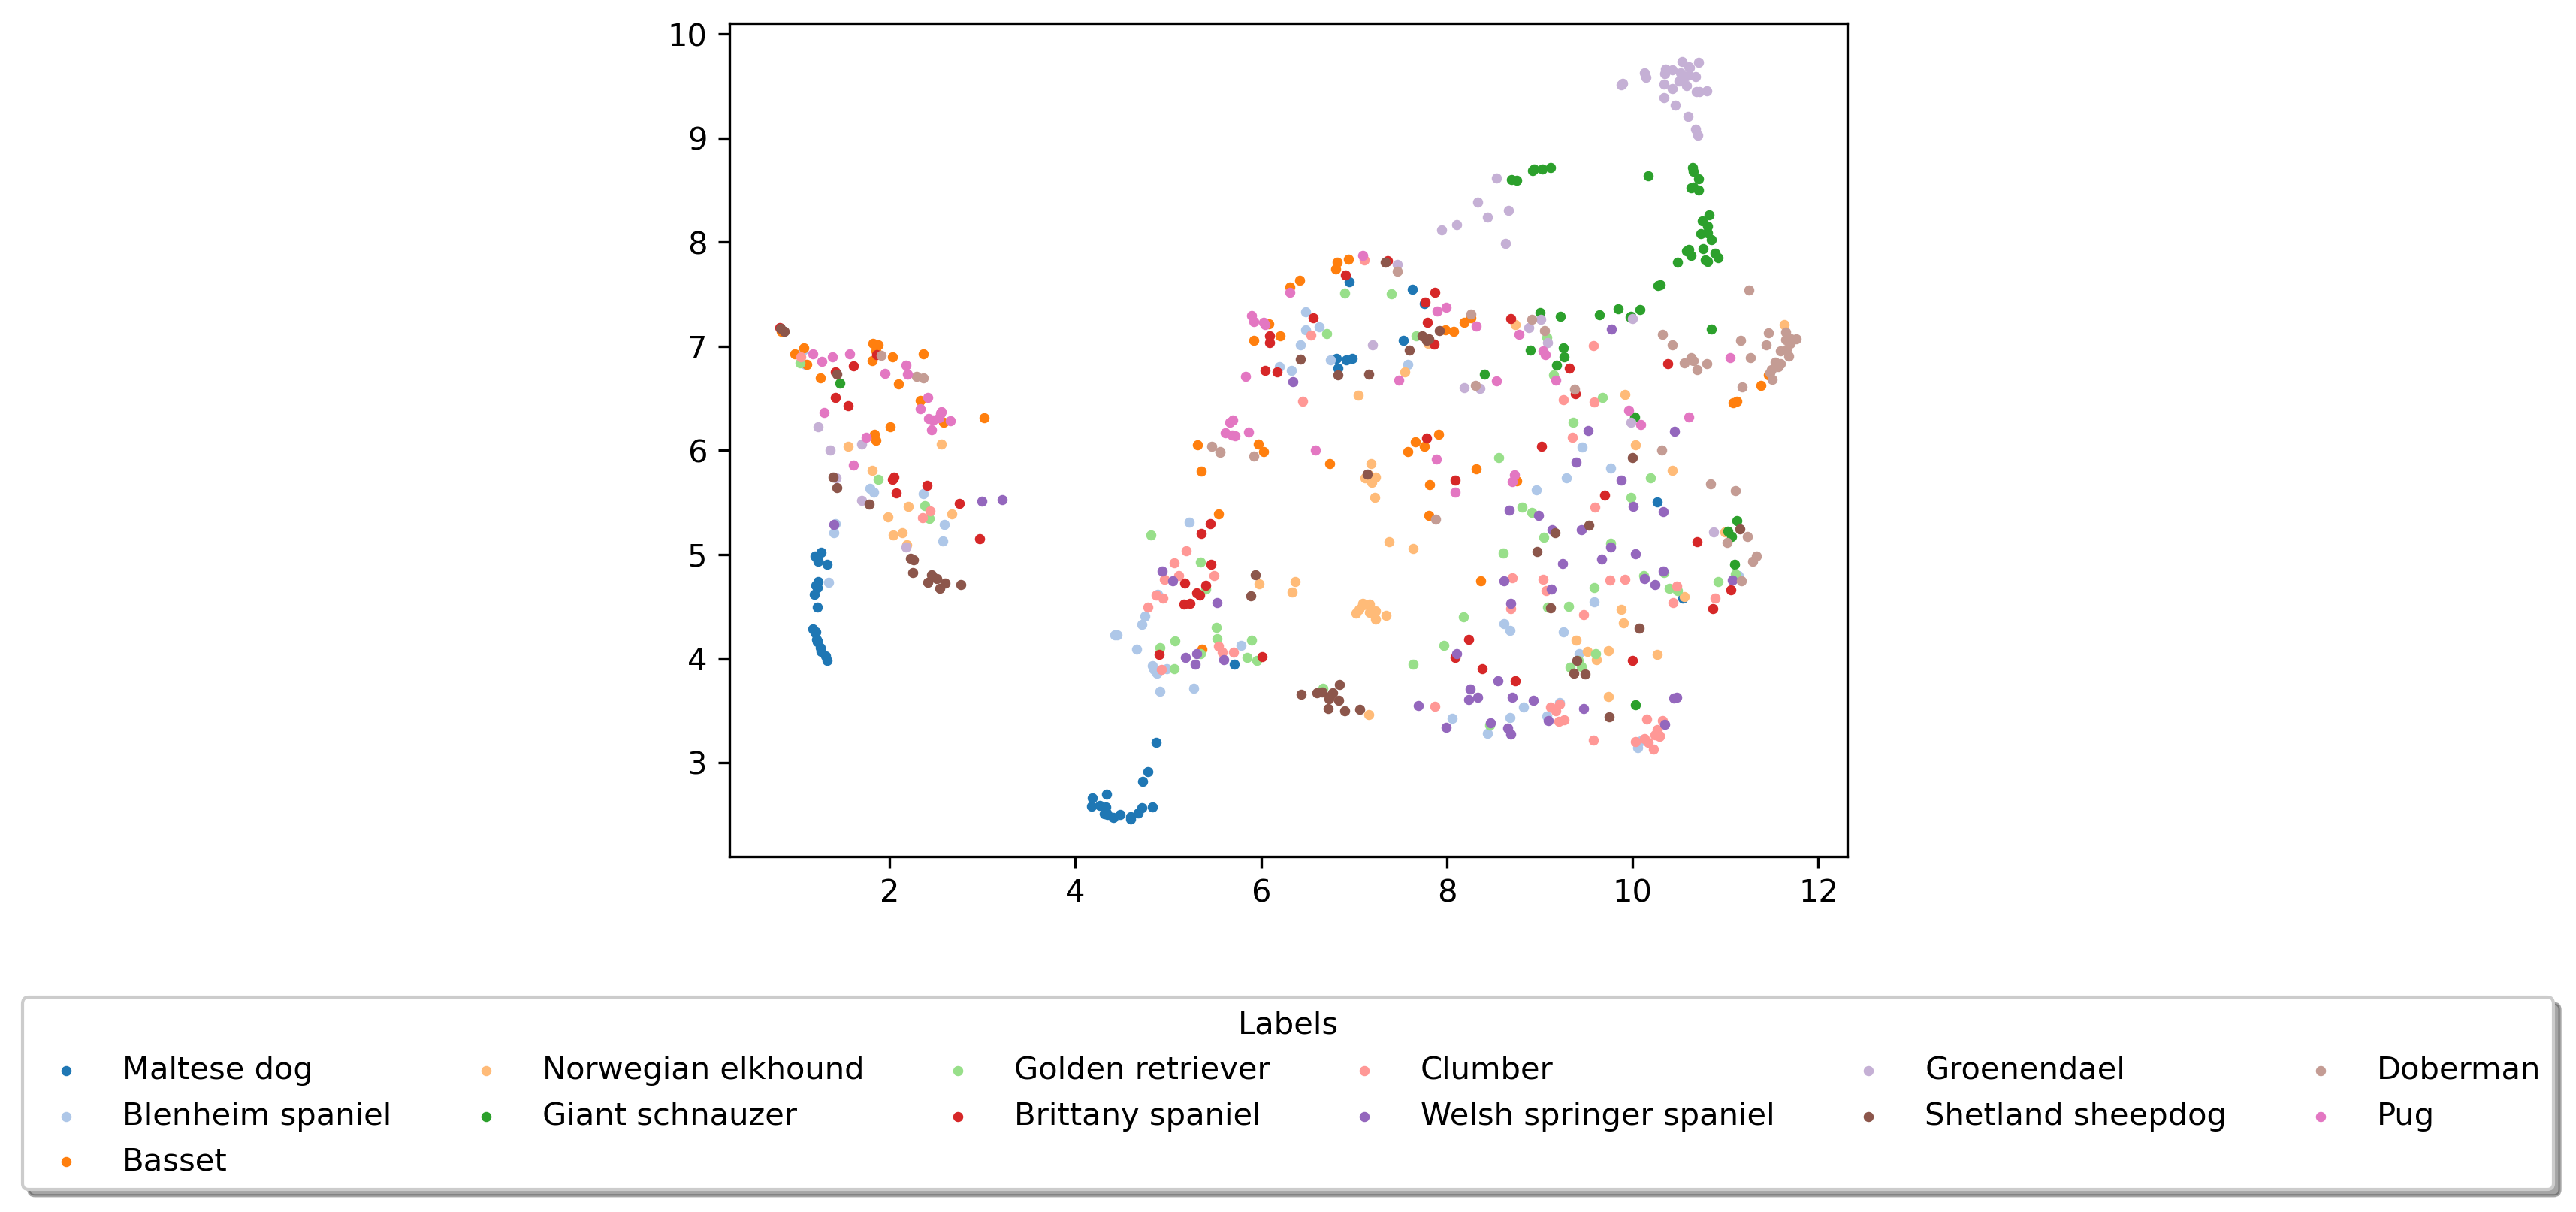 10
9
8
7
6
5
4
3
2 4 6 8 10 12
Labels
Maltese dog Norwegian elkhound Golden retriever Clumber Groenendael Doberman
Blenheim spaniel Giant schnauzer Brittany spaniel Welsh springer spaniel Shetland sheepdog Pug
Basset